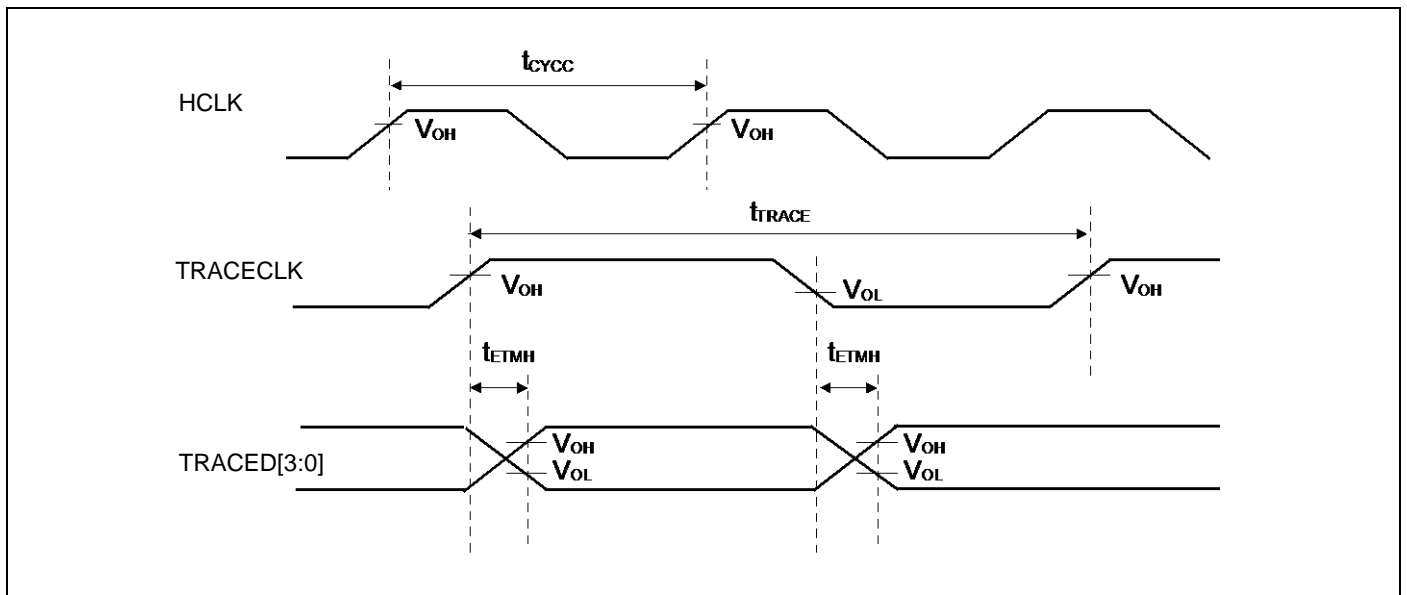 tCYCC
HCLK
VOH VOH
tTRACE
TRACECLK
VOH VOL VOH
tETMH tETMH
VOH VOH
TRACED[3:0]
VOL VOL